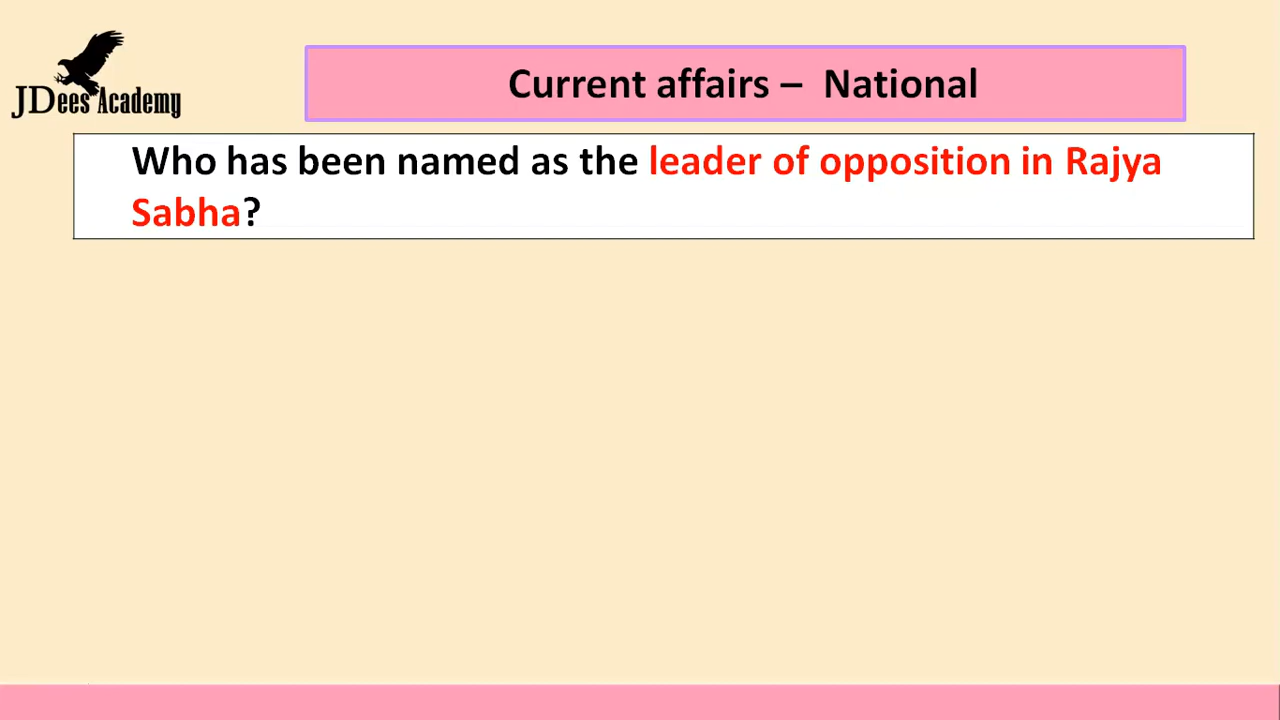 JDees Academy
Current affairs – National
Who has been named as the leader of opposition in Rajya
Sabha?